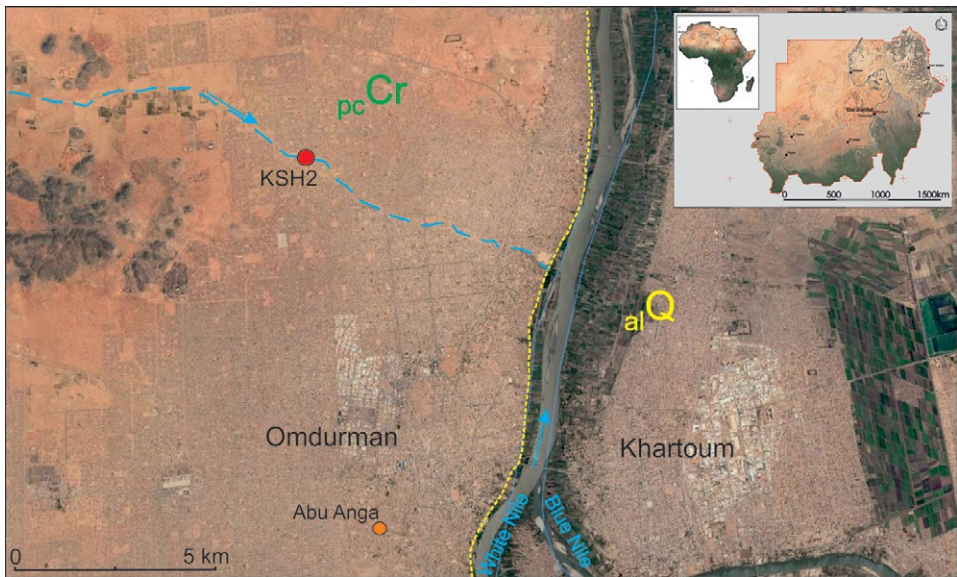 pcCr
KSH2
alQ
Omdurman
Khartoum
Abu Anga
White Nile
Blue Nile
0 5 km
0 500 1000 1500km